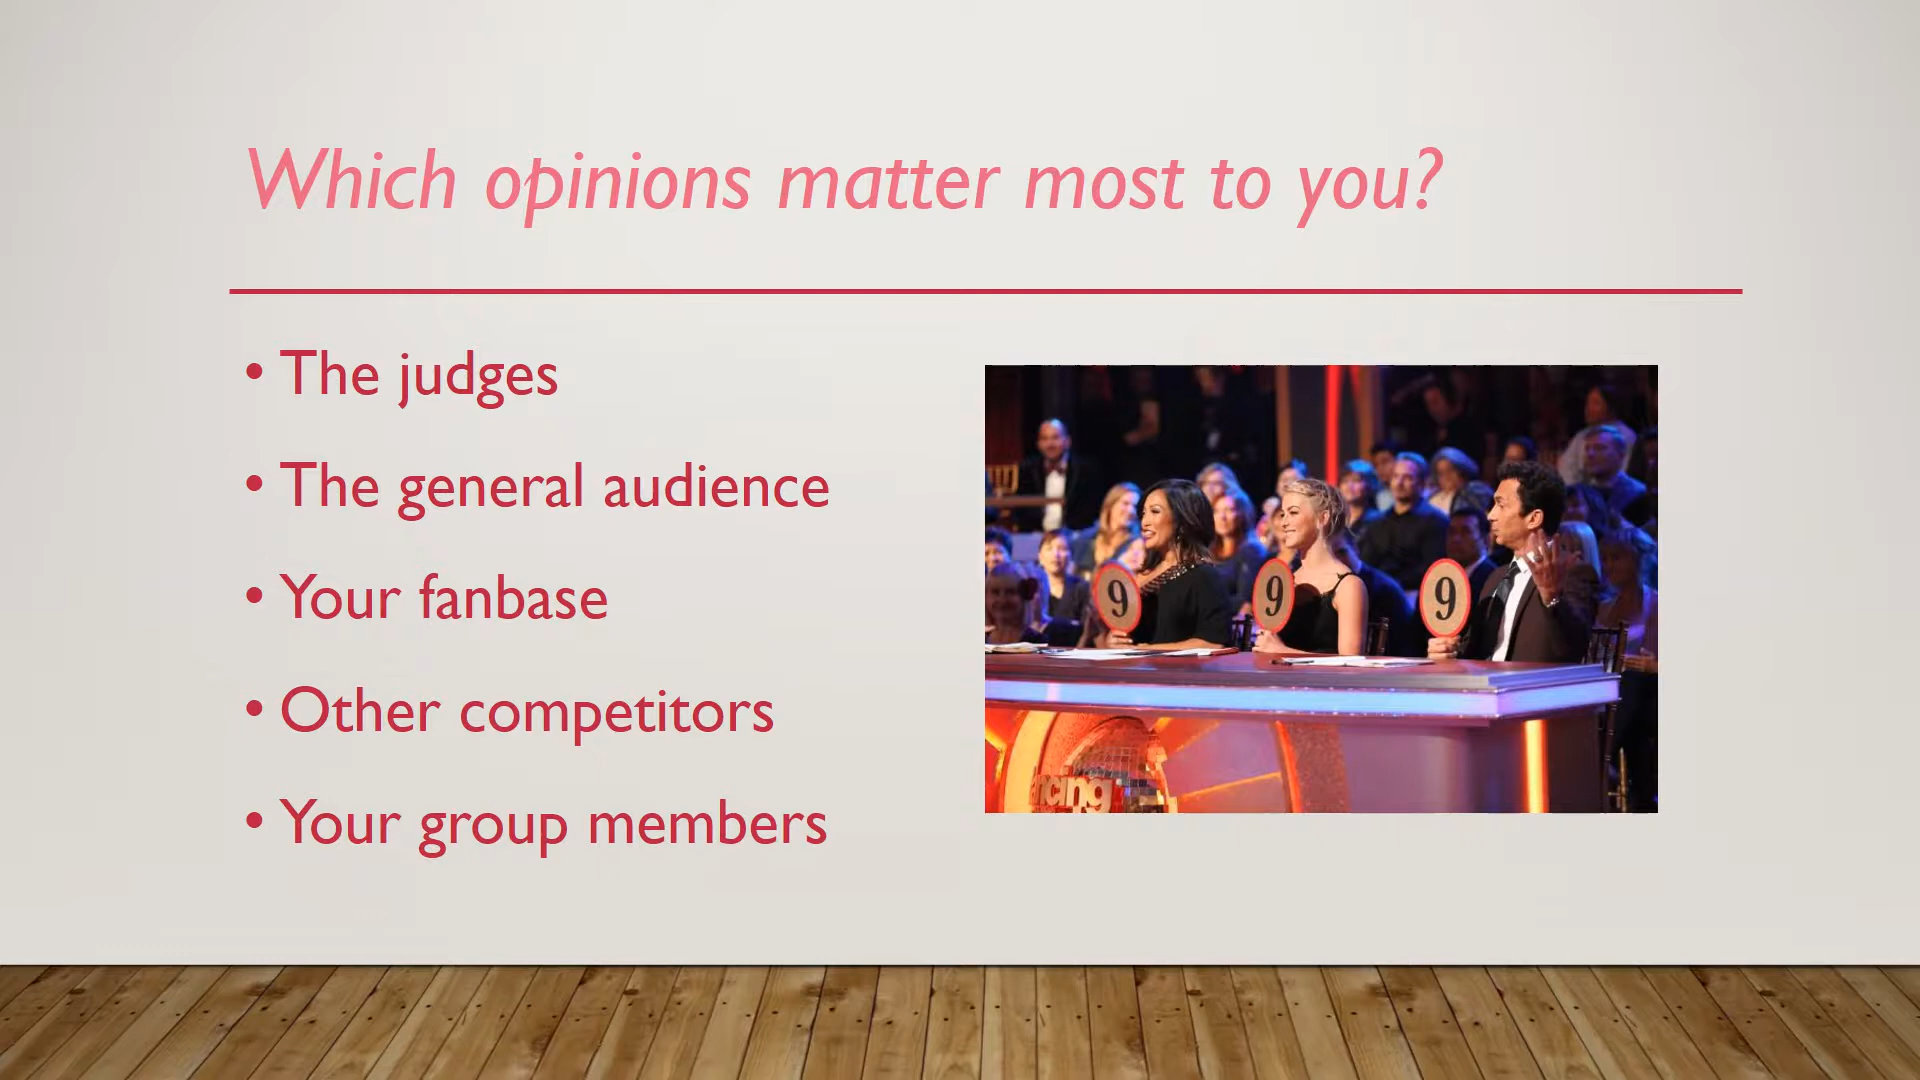 Which opinions matter most to you?
• The judges
• The general audience
• Your fanbase
• Other competitors
• Your group members
9 9 9
ncing